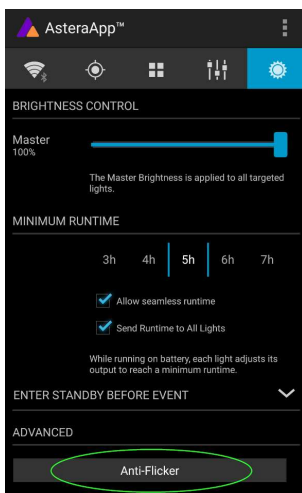 AsteraApp™
BRIGHTNESS CONTROL
Master
100%
The Master Brightness is applied to all targeted
lights.
MINIMUM RUNTIME
3h 4h 5h 6h 7h
Allow seamless runtime
Send Runtime to All Lights
While running on battery, each light adjusts its
output to reach a minimum runtime.
ENTER STANDBY BEFORE EVENT
ADVANCED
Anti-Flicker